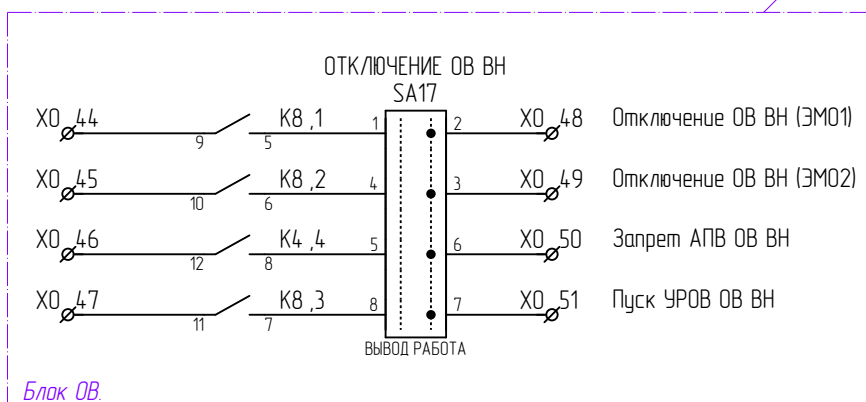 ОТКЛЮЧЕНИЕ ОВ ВН
SA17
X0 44 9 5 K8 ,1 1 2 X0 48 Отключение ОВ ВН (ЭМО1)
X0 45 10 6 K8 ,2 4 3 X0 49 Отключение ОВ ВН (ЭМО2)
X0 46 12 8 K4 ,4 5 6 X0 50 Запрет АПВ ОВ ВН
X0 47 11 7 K8 ,3 8 7 X0 51 Пуск УРОВ ОВ ВН
ВЫВОД РАБОТА
Блок ОВ.